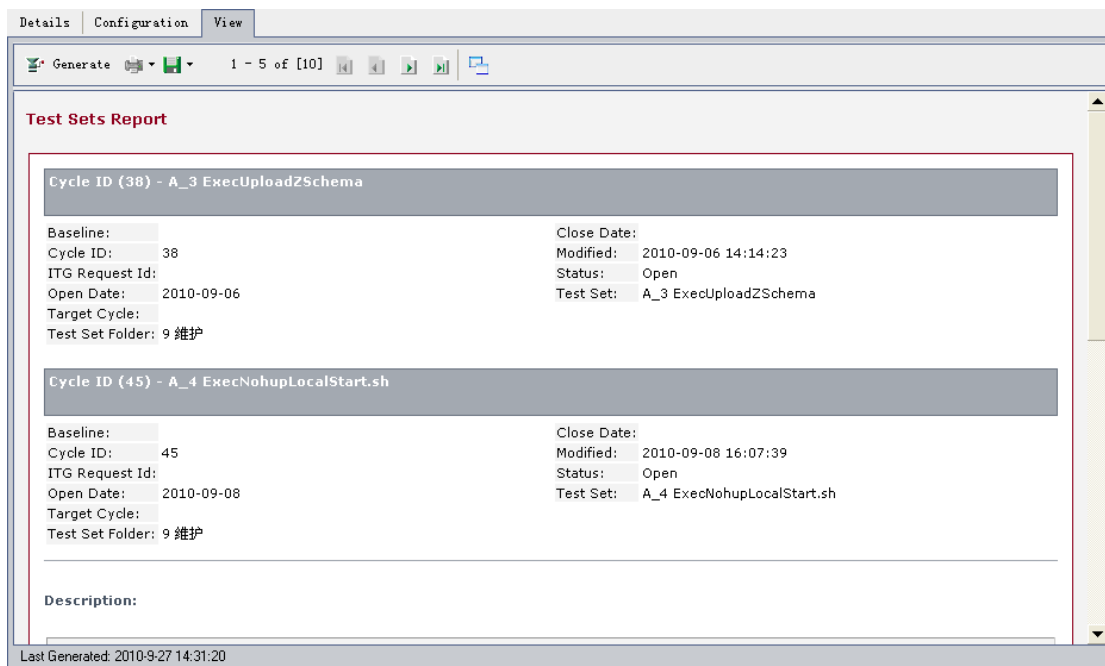 Details Configuration View
Generate 1 - 5 of [10]
Test Sets Report
Cycle ID (38) - A_3 ExecUploadZSchema
Baseline: Close Date:
Cycle ID: 38 Modified: 2010-09-06 14:14:23
ITG Request Id: Status: Open
Open Date: 2010-09-06 Test Set: A_3 ExecUploadZSchema
Target Cycle:
Test Set Folder: 9 維护
Cycle ID (45) - A_4 ExecNohupLocalStart.sh
Baseline: Close Date:
Cycle ID: 45 Modified: 2010-09-08 16:07:39
ITG Request Id: Status: Open
Open Date: 2010-09-08 Test Set: A_4 ExecNohupLocalStart.sh
Target Cycle:
Test Set Folder: 9 維护
Description:
Last Generated: 2010-9-27 14:31:20